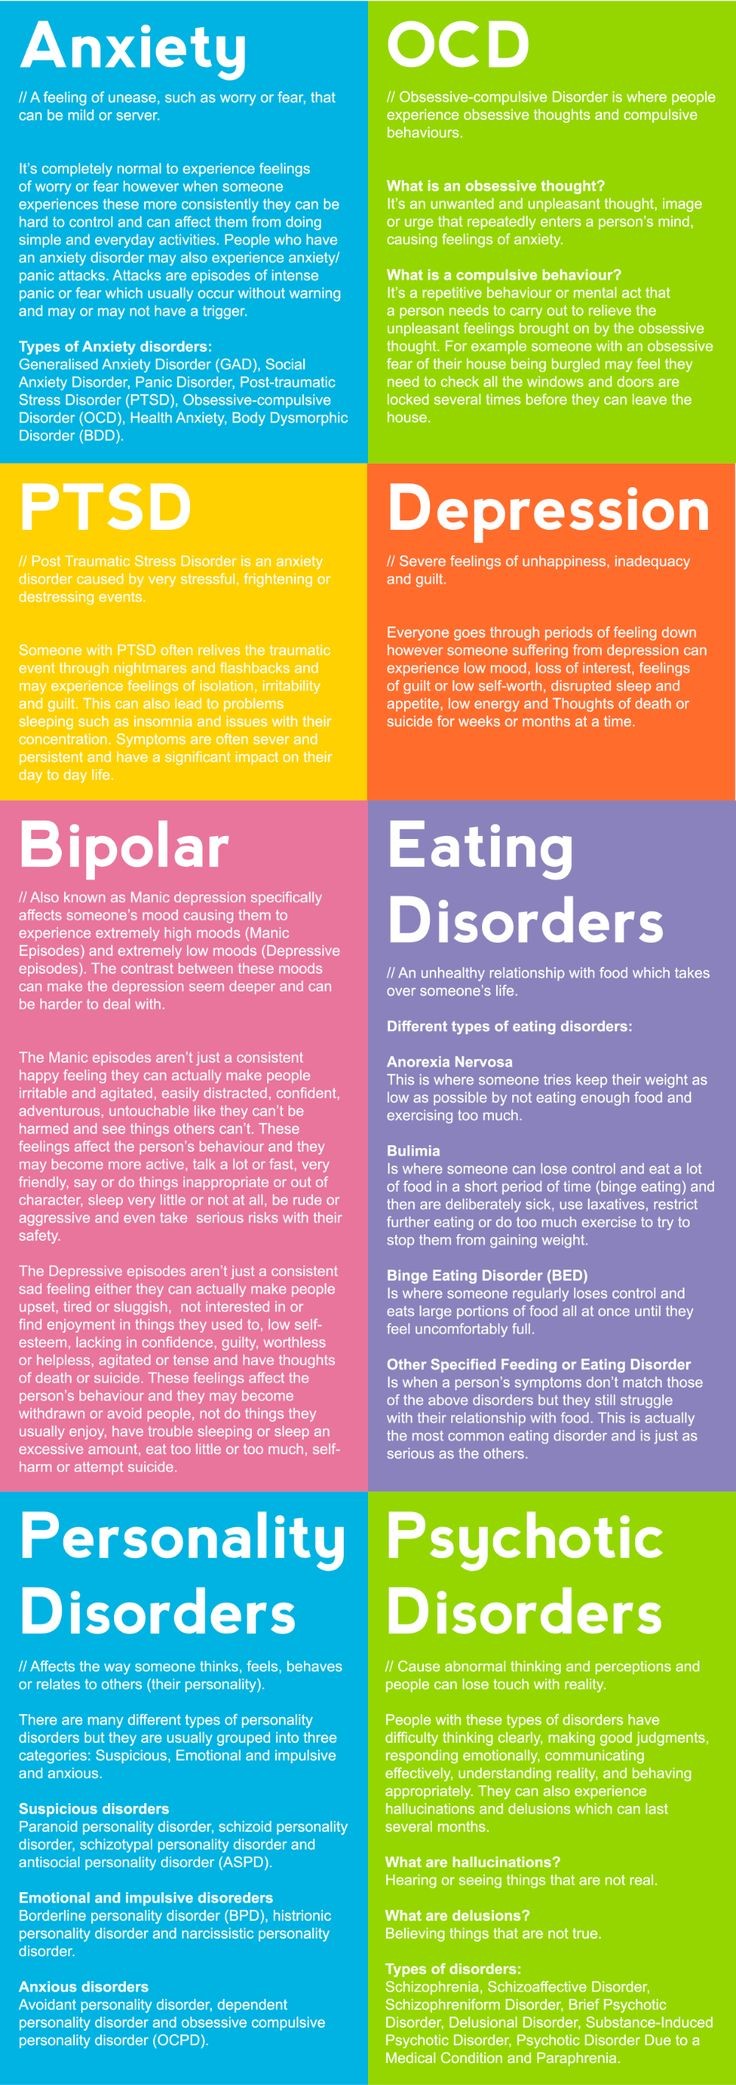 Anxiety
// A feeling of unease, such as worry or fear, that
can be mild or server.
It's completely normal to experience feelings
of worry or fear however when someone
experiences these more consistently they can be
hard to control and can affect them from doing
simple and everyday activities. People who have
an anxiety disorder may also experience anxiety/
panic attacks. Attacks are episodes of intense
panic or fear which usually occur without warning
and may or may not have a trigger.
Types of Anxiety disorders:
Generalised Anxiety Disorder (GAD), Social
Anxiety Disorder, Panic Disorder, Post-traumatic
Stress Disorder (PTSD), Obsessive-compulsive
Disorder (OCD), Health Anxiety, Body Dysmorphic
Disorder (BDD).
OCD
// Obsessive-compulsive Disorder is where people
experience obsessive thoughts and compulsive
behaviours.
What is an obsessive thought?
It's an unwanted and unpleasant thought, image
or urge that repeatedly enters a person's mind,
causing feelings of anxiety.
What is a compulsive behaviour?
It's a repetitive behaviour or mental act that
a person needs to carry out to relieve the
unpleasant feelings brought on by the obsessive
thought. For example someone with an obsessive
fear of their house being burgled may feel they
need to check all the windows and doors are
locked several times before they can leave the
house.
PTSD
// Post Traumatic Stress Disorder is an anxiety
disorder caused by very stressful, frightening or
destressing events.
Someone with PTSD often relives the traumatic
event through nightmares and flashbacks and
may experience feelings of isolation, irritability
and guilt. This can also lead to problems
sleeping such as insomnia and issues with their
concentration. Symptoms are often sever and
persistent and have a significant impact on their
day to day life.
Depression
// Severe feelings of unhappiness, inadequacy
and guilt.
Everyone goes through periods of feeling down
however someone suffering from depression can
experience low mood, loss of interest, feelings
of guilt or low self-worth, disrupted sleep and
appetite, low energy and Thoughts of death or
suicide for weeks or months at a time.
Bipolar
// Also known as Manic depression specifically
affects someone's mood causing them to
experience extremely high moods (Manic
Episodes) and extremely low moods (Depressive
episodes). The contrast between these moods
can make the depression seem deeper and can
be harder to deal with.
The Manic episodes aren't just a consistent
happy feeling they can actually make people
irritable and agitated, easily distracted, confident,
adventurous, untouchable like they can't be
harmed and see things others can't. These
feelings affect the person's behaviour and they
may become more active, talk a lot or fast, very
friendly, say or do things inappropriate or out of
character, sleep very little or not at all, be rude or
aggressive and even take serious risks with their
safety.
The Depressive episodes aren't just a consistent
sad feeling either they can actually make people
upset, tired or sluggish, not interested in or
find enjoyment in things they used to, low self-
esteem, lacking in confidence, guilty, worthless
or helpless, agitated or tense and have thoughts
of death or suicide. These feelings affect the
person's behaviour and they may become
withdrawn or avoid people, not do things they
usually enjoy, have trouble sleeping or sleep an
excessive amount, eat too little or too much, self-
harm or attempt suicide.
Eating
Disorders
// An unhealthy relationship with food which takes
over someone's life.
Different types of eating disorders:
Anorexia Nervosa
This is where someone tries keep their weight as
low as possible by not eating enough food and
exercising too much.
Bulimia
Is where someone can lose control and eat a lot
of food in a short period of time (binge eating) and
then are deliberately sick, use laxatives, restrict
further eating or do too much exercise to try to
stop them from gaining weight.
Binge Eating Disorder (BED)
Is where someone regularly loses control and
eats large portions of food all at once until they
feel uncomfortably full.
Other Specified Feeding or Eating Disorder
Is when a person's symptoms don't match those
of the above disorders but they still struggle
with their relationship with food. This is actually
the most common eating disorder and is just as
serious as the others.
Personality
Disorders
// Affects the way someone thinks, feels, behaves
or relates to others (their personality).
There are many different types of personality
disorders but they are usually grouped into three
categories: Suspicious, Emotional and impulsive
and anxious.
Suspicious disorders
Paranoid personality disorder, schizoid personality
disorder, schizotypal personality disorder and
antisocial personality disorder (ASPD).
Emotional and impulsive disoreders
Borderline personality disorder (BPD), histrionic
personality disorder and narcissistic personality
disorder.
Anxious disorders
Avoidant personality disorder, dependent
personality disorder and obsessive compulsive
personality disorder (OCPD).
Psychotic
Disorders
// Cause abnormal thinking and perceptions and
people can lose touch with reality.
People with these types of disorders have
difficulty thinking clearly, making good judgments,
responding emotionally, communicating
effectively, understanding reality, and behaving
appropriately. They can also experience
hallucinations and delusions which can last
several months.
What are hallucinations?
Hearing or seeing things that are not real.
What are delusions?
Believing things that are not true.
Types of disorders:
Schizophrenia, Schizoaffective Disorder,
Schizophreniform Disorder, Brief Psychotic
Disorder, Delusional Disorder, Substance-Induced
Psychotic Disorder, Psychotic Disorder Due to a
Medical Condition and Paraphrenia.